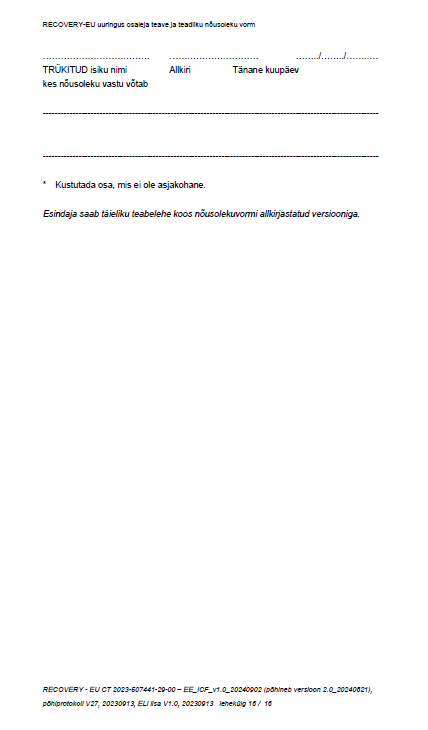 RECOVERY-EU uuringus osaleja teave ja teadliku nõusoleku vorm
………………………………  …………………………  ……../……../……….
TRÜKITUD isiku nimi  Allkiri  Tänane kuupäev
kes nõusoleku vastu võtab
* Kustutada osa, mis ei ole asjakohane.
Esindaja saab täieliku teabelehe koos nõusolekuvormi allkirjastatud versiooniga.
RECOVERY - EU CT 2023-507441-29-00 – EE_ICF_v1.0_20240902 (põhineb versioon 2.0_20240621),
põhiprotokoll V27, 20230913, ELi lisa V1.0, 20230913 lehekülg 16 / 16